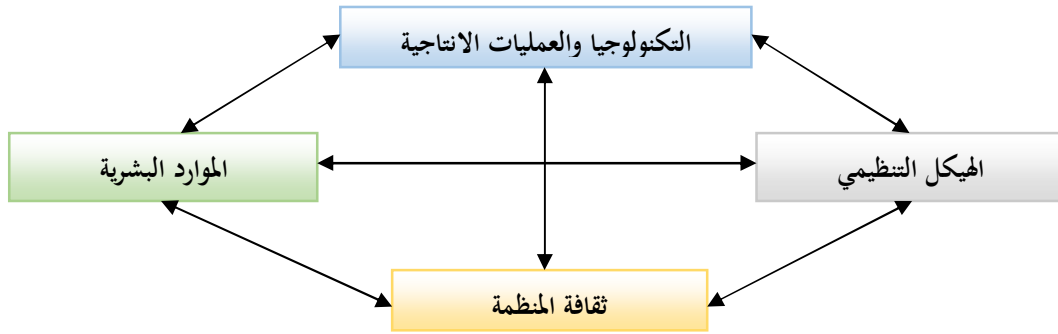 التكنولوجيا والعمليات الانتاجية
الهيكل التنظيمي
الموارد البشرية
ثقافة المنظمة